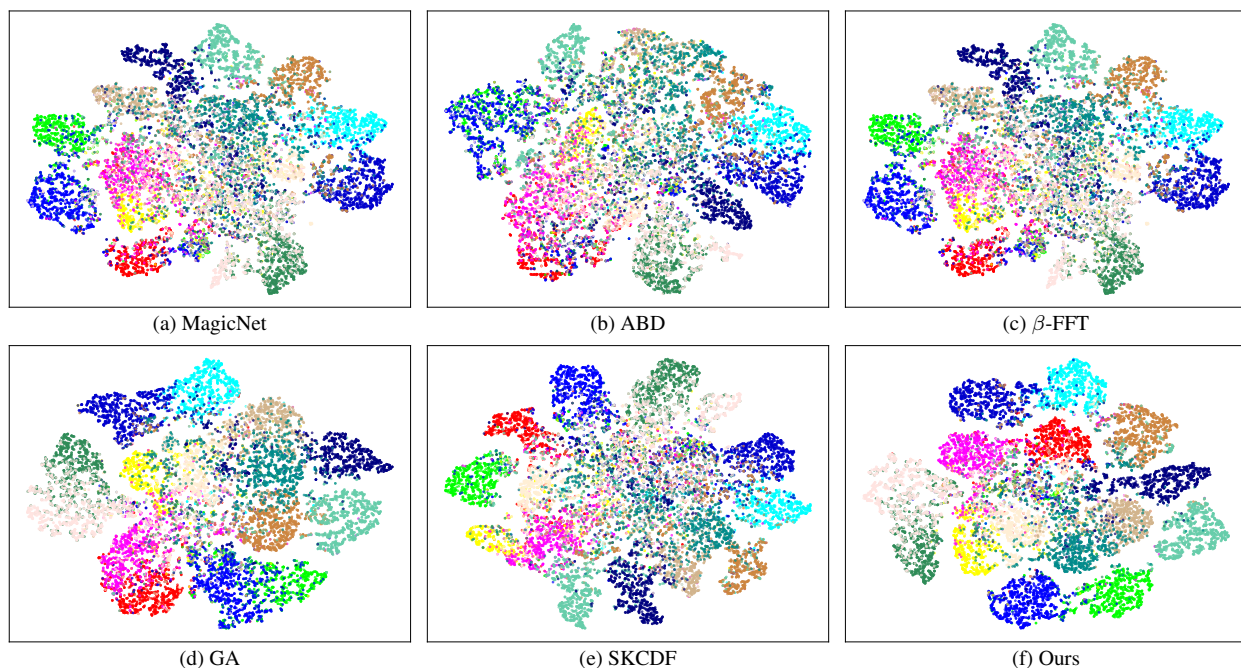 (a) MagicNet
(b) ABD
(c) β-FFT
(d) GA
(e) SKCDF
(f) Ours